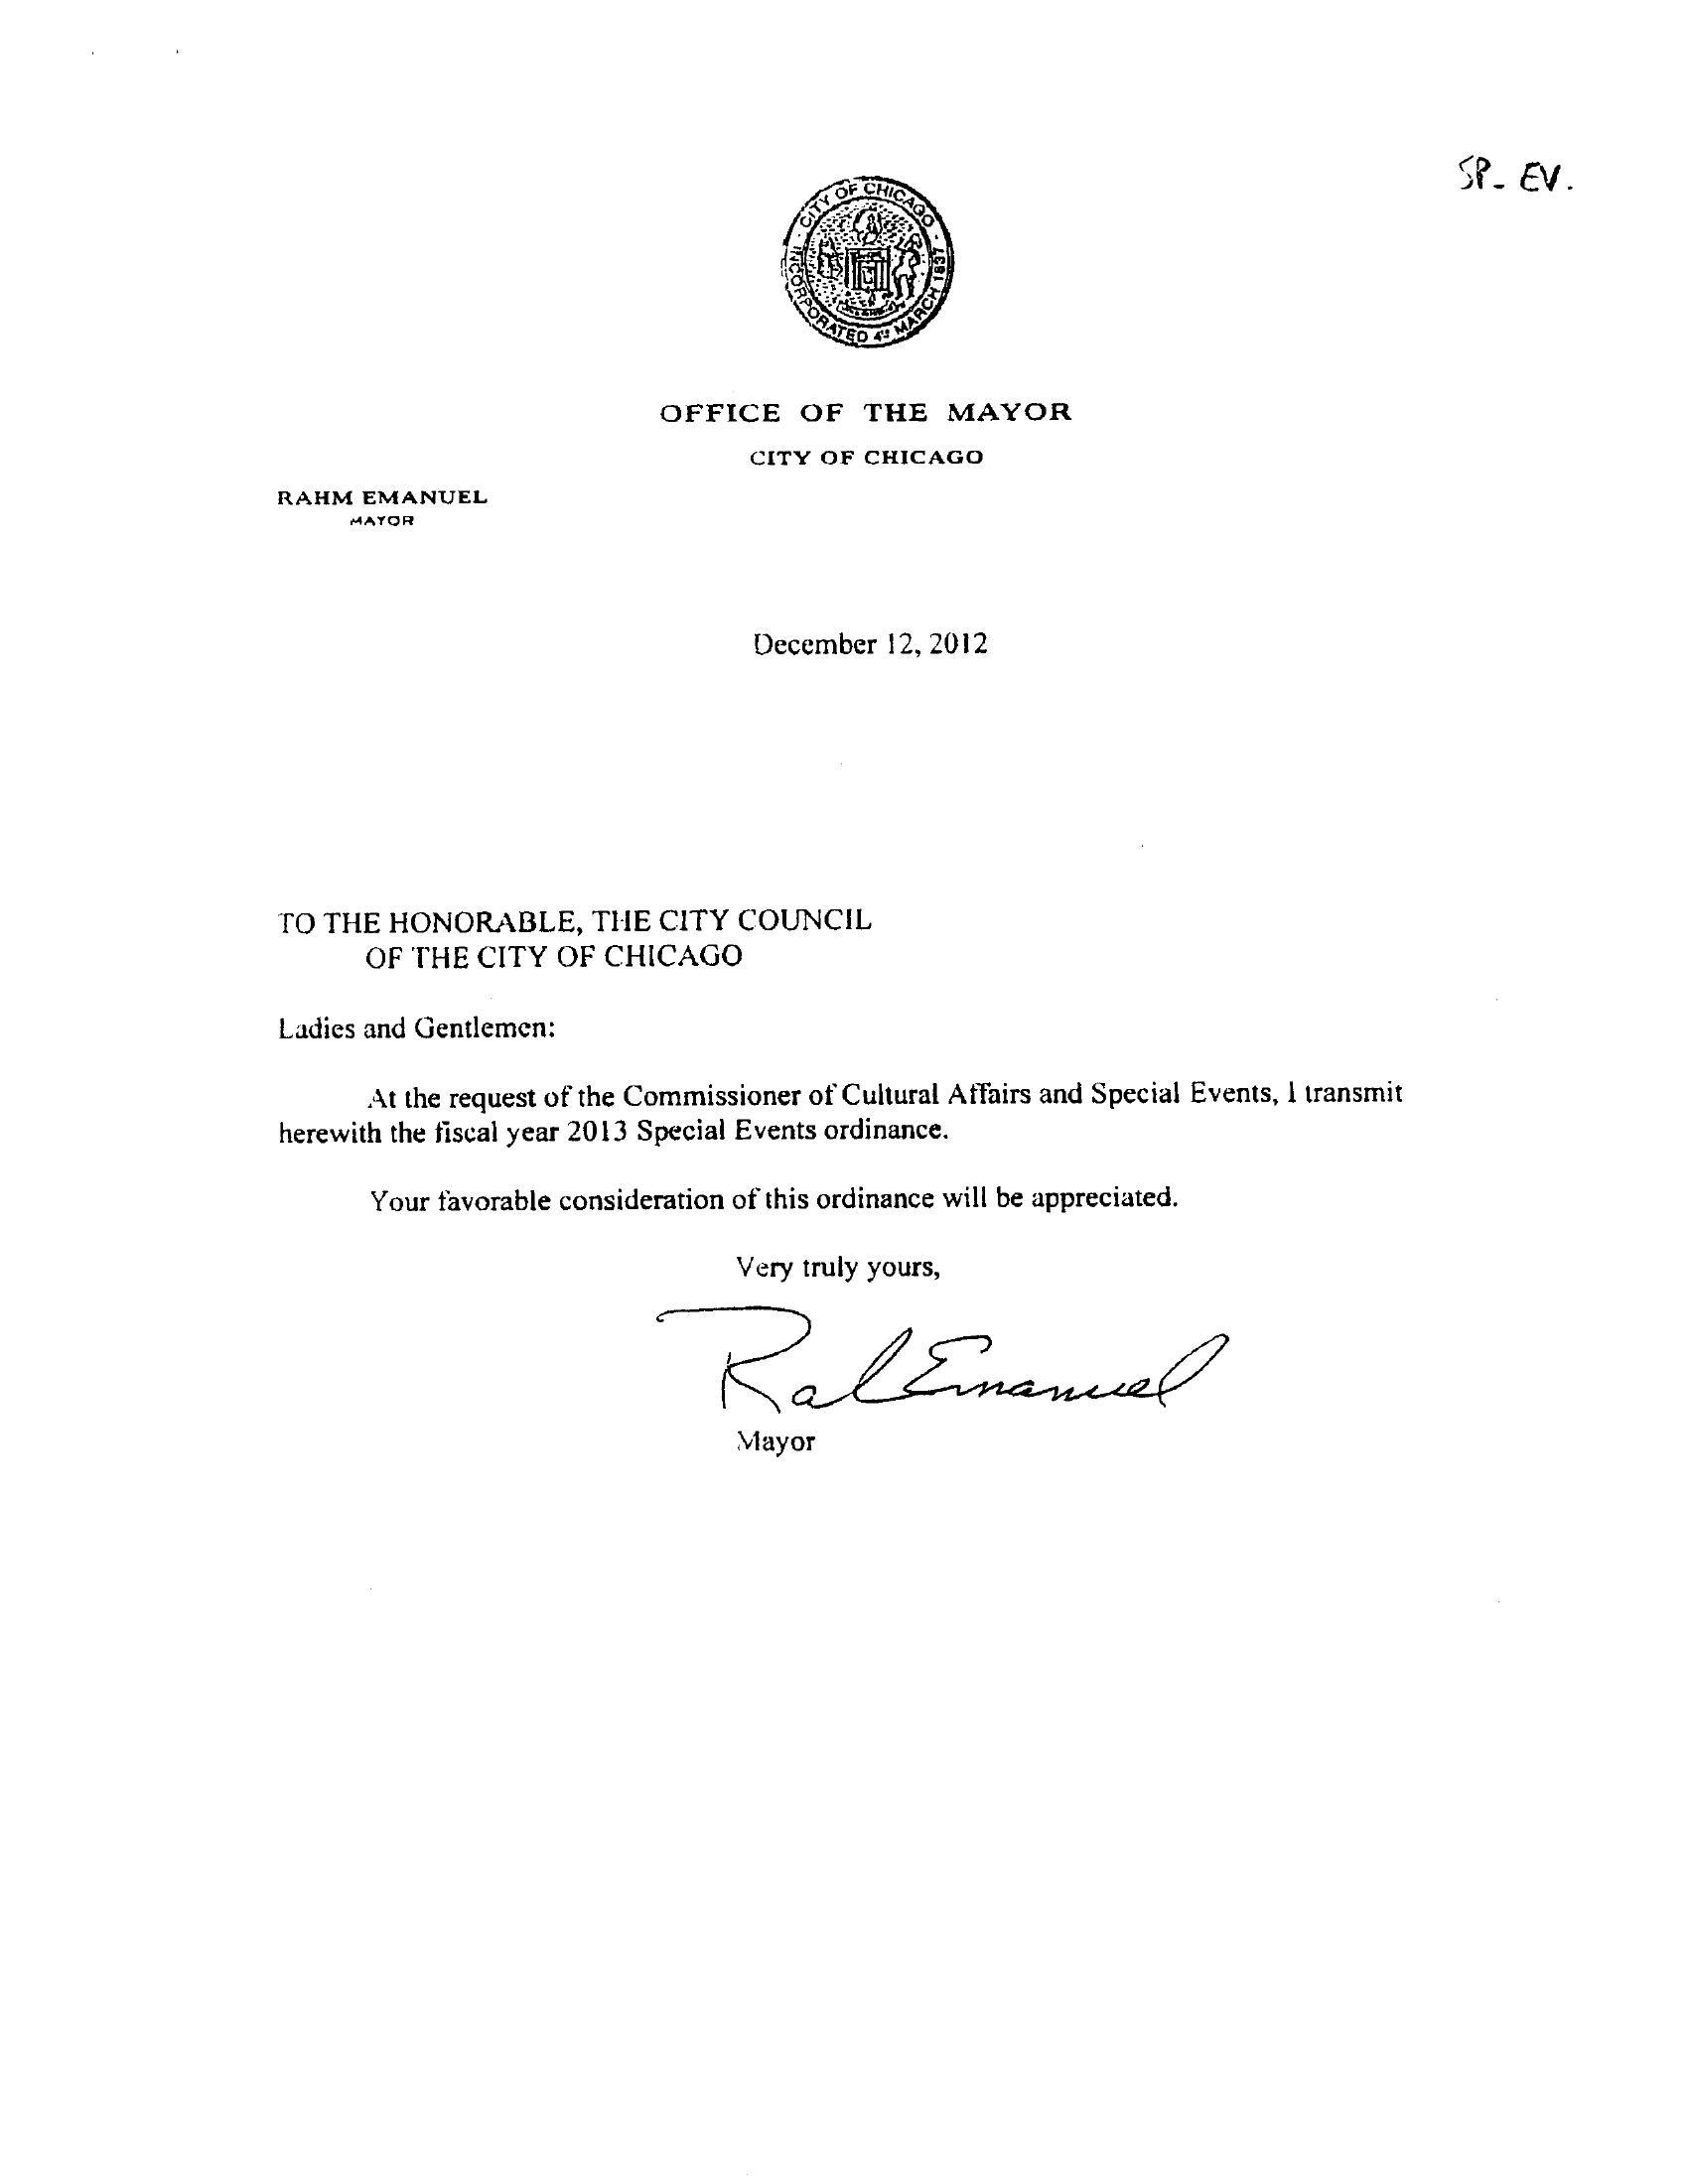 SP- EV.
CITY OF CHICAGO · INCORPORATED 4th MARCH 1837 ·
OFFICE OF THE MAYOR
CITY OF CHICAGO
RAHM EMANUEL
MAYOR
December 12, 2012
TO THE HONORABLE, THE CITY COUNCIL
OF THE CITY OF CHICAGO
Ladies and Gentlemen:
At the request of the Commissioner of Cultural Affairs and Special Events, I transmit
herewith the fiscal year 2013 Special Events ordinance.
Your favorable consideration of this ordinance will be appreciated.
Very truly yours,
Rahm Emanuel
Mayor